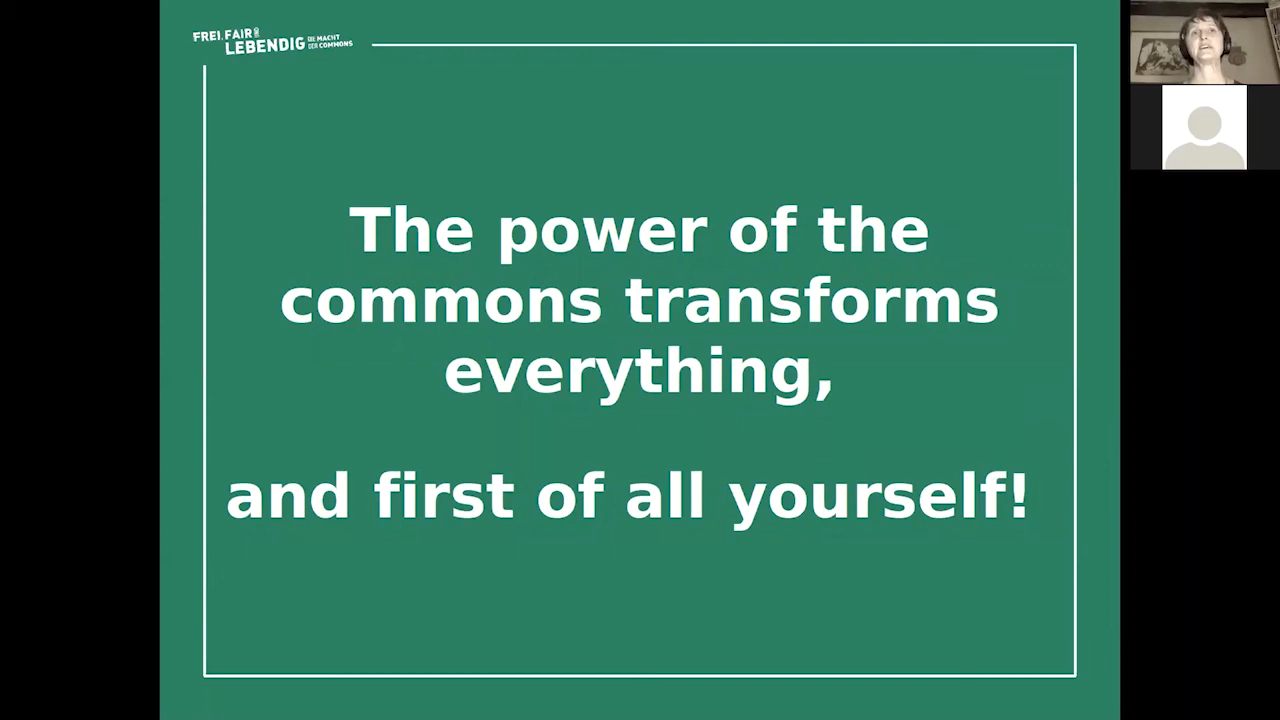 FREI, FAIR UND
LEBENDIG DIE MACHT
DER COMMONS
The power of the
commons transforms
everything,
and first of all yourself!